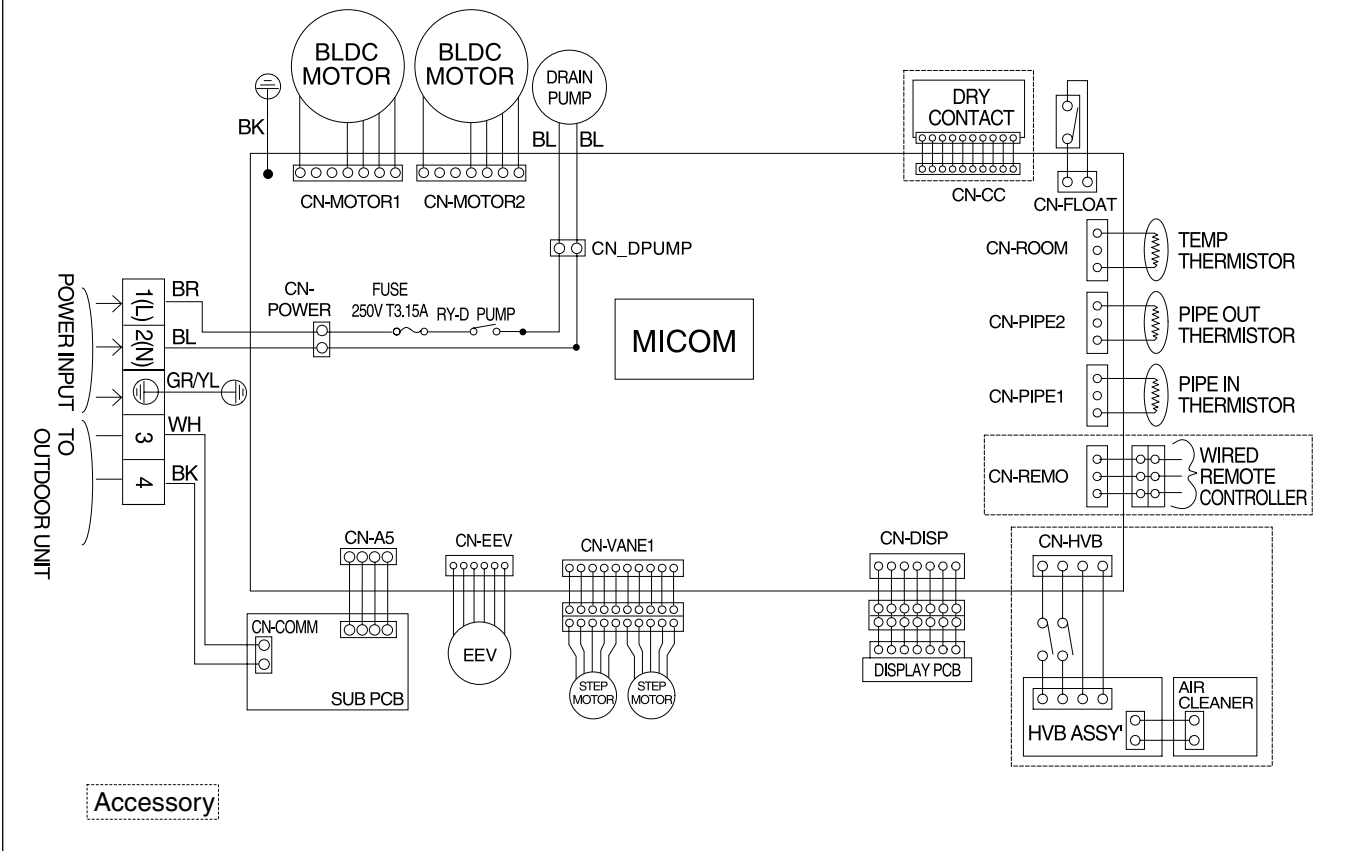 BLDC
MOTOR
BLDC
MOTOR
DRAIN
PUMP
DRY
CONTACT
BK
BL
BL
CN-MOTOR1
CN-MOTOR2
CN-CC
CN-FLOAT
CN_DPUMP
CN-ROOM
TEMP
THERMISTOR
POWER INPUT
1(L)
BR
CN-
POWER
FUSE
250V T3.15A
RY-D PUMP
2(N)
BL
MICOM
CN-PIPE2
PIPE OUT
THERMISTOR
GR/YL
CN-PIPE1
PIPE IN
THERMISTOR
TO
OUTDOOR UNIT
3
WH
4
BK
CN-REMO
WIRED
REMOTE
CONTROLLER
CN-A5
CN-EEV
CN-VANE1
CN-DISP
CN-HVB
CN-COMM
SUB PCB
EEV
STEP
MOTOR
STEP
MOTOR
DISPLAY PCB
HVB ASSY'
AIR
CLEANER
Accessory